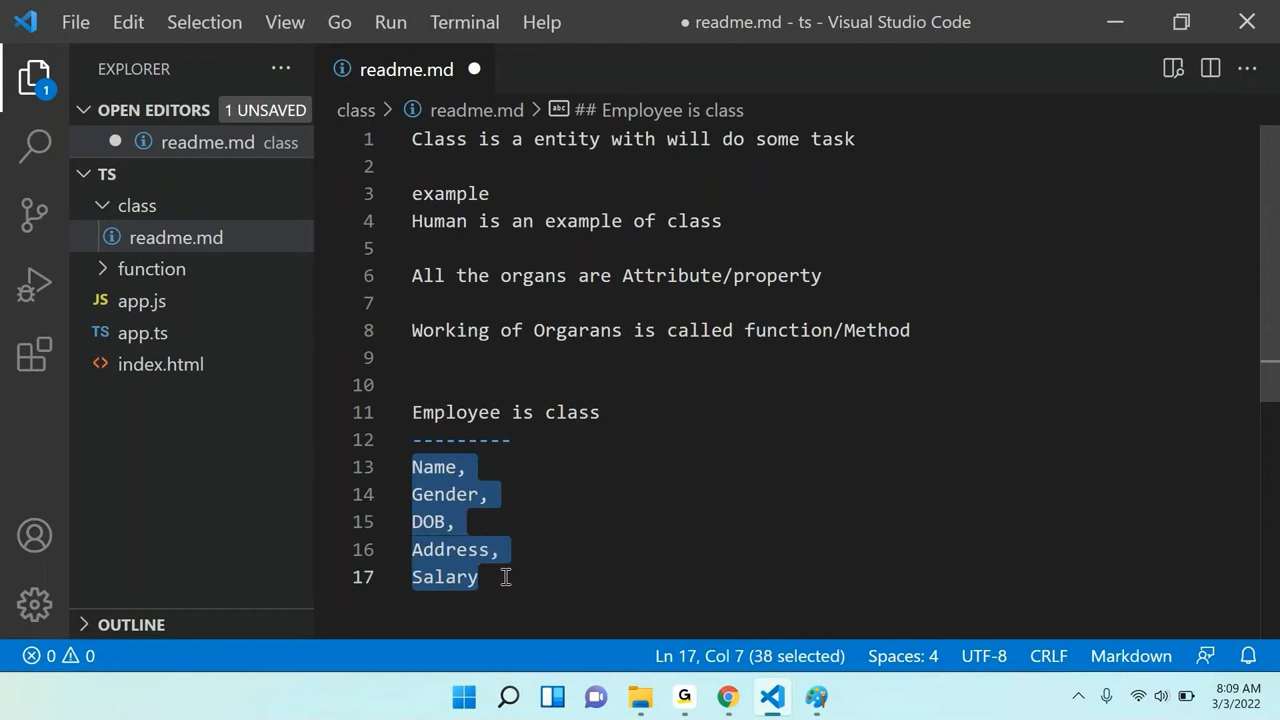 File Edit Selection View Go Run Terminal Help ● readme.md - ts - Visual Studio Code
EXPLORER ...
readme.md
1
OPEN EDITORS 1 UNSAVED
readme.md class
TS
class
readme.md
function
JS app.js
TS app.ts
<> index.html
OUTLINE
class > readme.md > abc ## Employee is class
1 Class is a entity with will do some task
2
3 example
4 Human is an example of class
5
6 All the organs are Attribute/property
7
8 Working of Orgarans is called function/Method
9
10
11 Employee is class
12 ---------
13 Name,
14 Gender,
15 DOB,
16 Address,
17 Salary
0 0 Ln 17, Col 7 (38 selected) Spaces: 4 UTF-8 CRLF Markdown
G
8:09 AM
3/3/2022